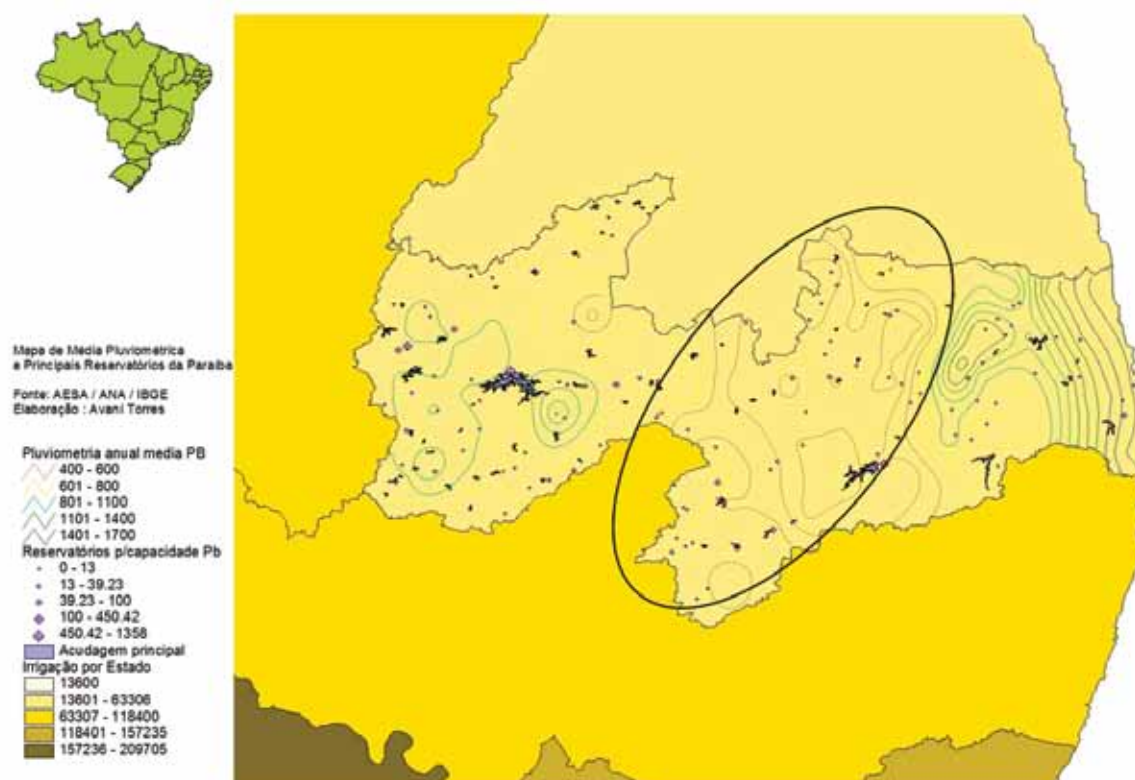 Mapa de Média Pluviométrica
e Principais Reservatórios da Paraíba
Fonte: AESA / ANA / IBGE
Elaboração : Avani Torres
Pluviometria anual media PB
400 - 600
601 - 800
801 - 1100
1101 - 1400
1401 - 1700
Reservatórios p/capacidade Pb
0 - 13
13 - 39.23
39.23 - 100
100 - 450.42
450.42 - 1358
Acudagem principal
Irrigação por Estado
13600
13601 - 63306
63307 - 118400
118401 - 157235
157236 - 209705